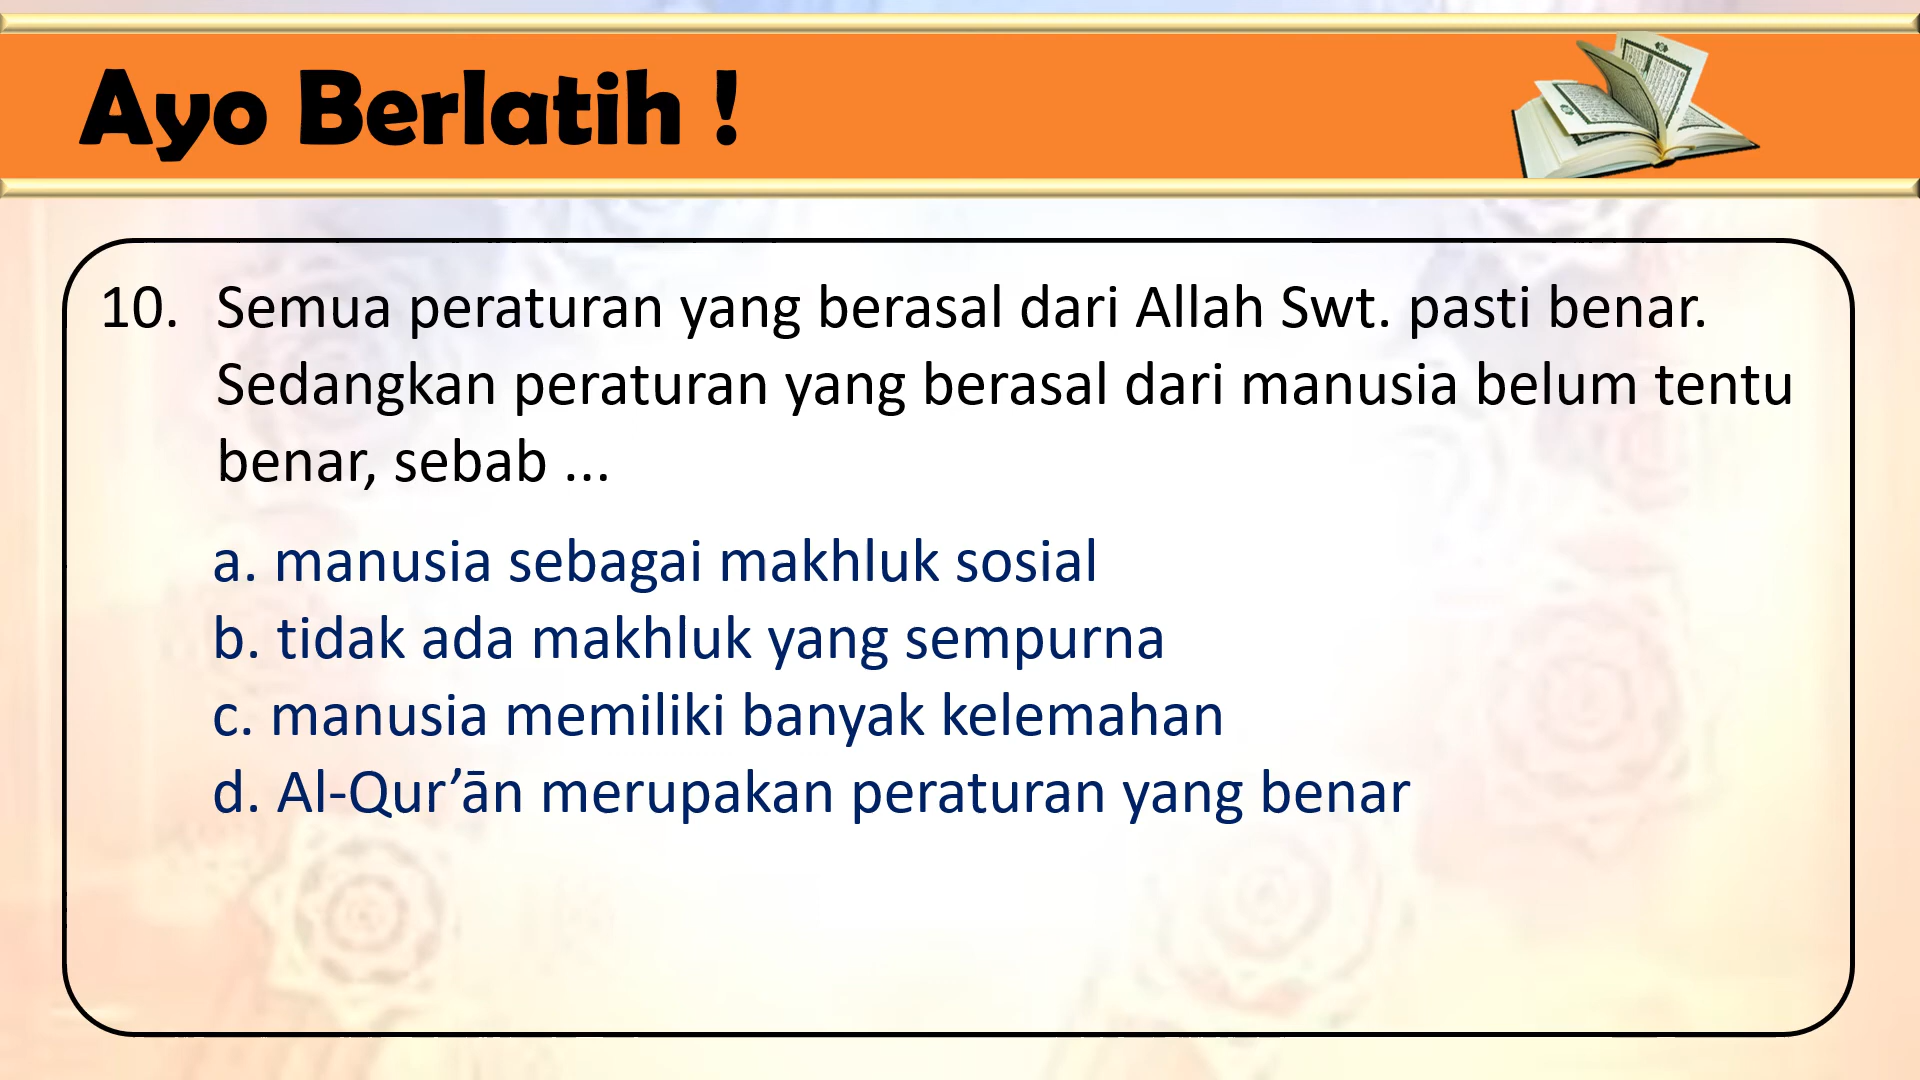 Ayo Berlatih !
10. Semua peraturan yang berasal dari Allah Swt. pasti benar.
Sedangkan peraturan yang berasal dari manusia belum tentu
benar, sebab ...
a. manusia sebagai makhluk sosial
b. tidak ada makhluk yang sempurna
c. manusia memiliki banyak kelemahan
d. Al-Qur’ān merupakan peraturan yang benar